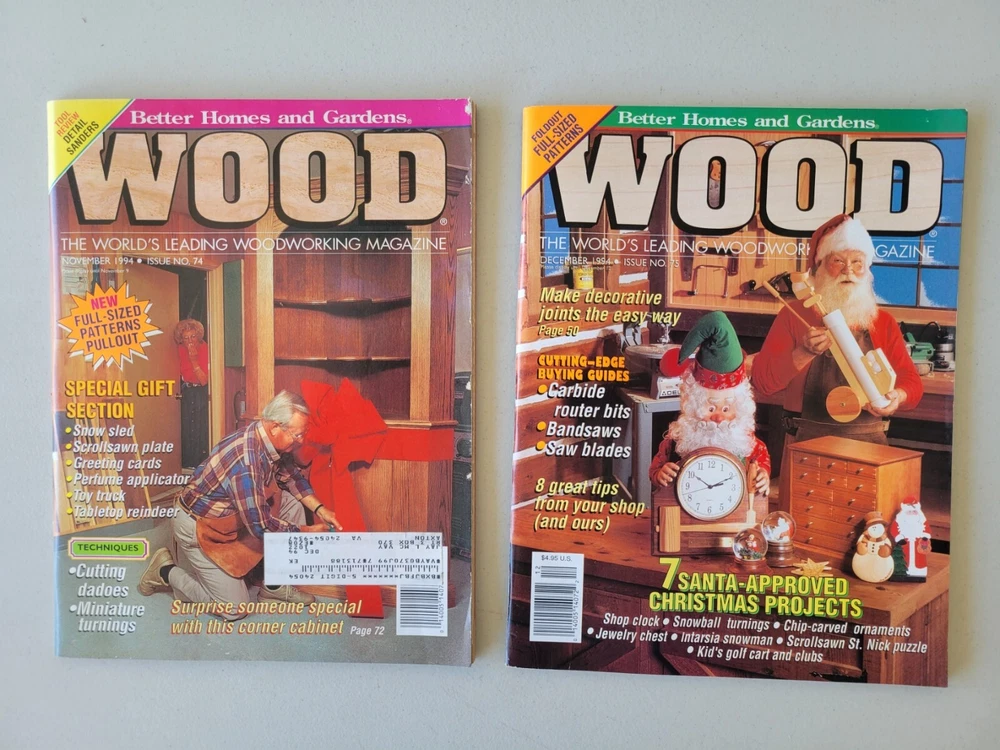 TOOL
REVIEW
DETAIL
SANDERS
Better Homes and Gardens®
WOOD®
THE WORLD'S LEADING WOODWORKING MAGAZINE
NOVEMBER 1994 • ISSUE NO. 74
NEW
FULL-SIZED
PATTERNS
PULLOUT
SPECIAL GIFT
SECTION
• Snow sled
• Scrollsawn plate
• Greeting cards
• Perfume applicator
• Toy truck
• Tabletop reindeer
TECHNIQUES
• Cutting
dadoes
• Miniature
turnings
Surprise someone special
with this corner cabinet Page 72
FOLDOUT
FULL-SIZED
PATTERNS
Better Homes and Gardens®
WOOD®
THE WORLD'S LEADING WOODWORK AGAZINE
DECEMBER 1994 • ISSUE NO. 75
Make decorative
joints the easy way
Page 50
CUTTING-EDGE
BUYING GUIDES
• Carbide
router bits
• Bandsaws
• Saw blades
8 great tips
from your shop
(and ours)
$4.95 U.S.
12
7 SANTA-APPROVED
CHRISTMAS PROJECTS
Shop clock • Snowball turnings • Chip-carved ornaments
• Jewelry chest • Intarsia snowman • Scrollsawn St. Nick puzzle
• Kid's golf cart and clubs